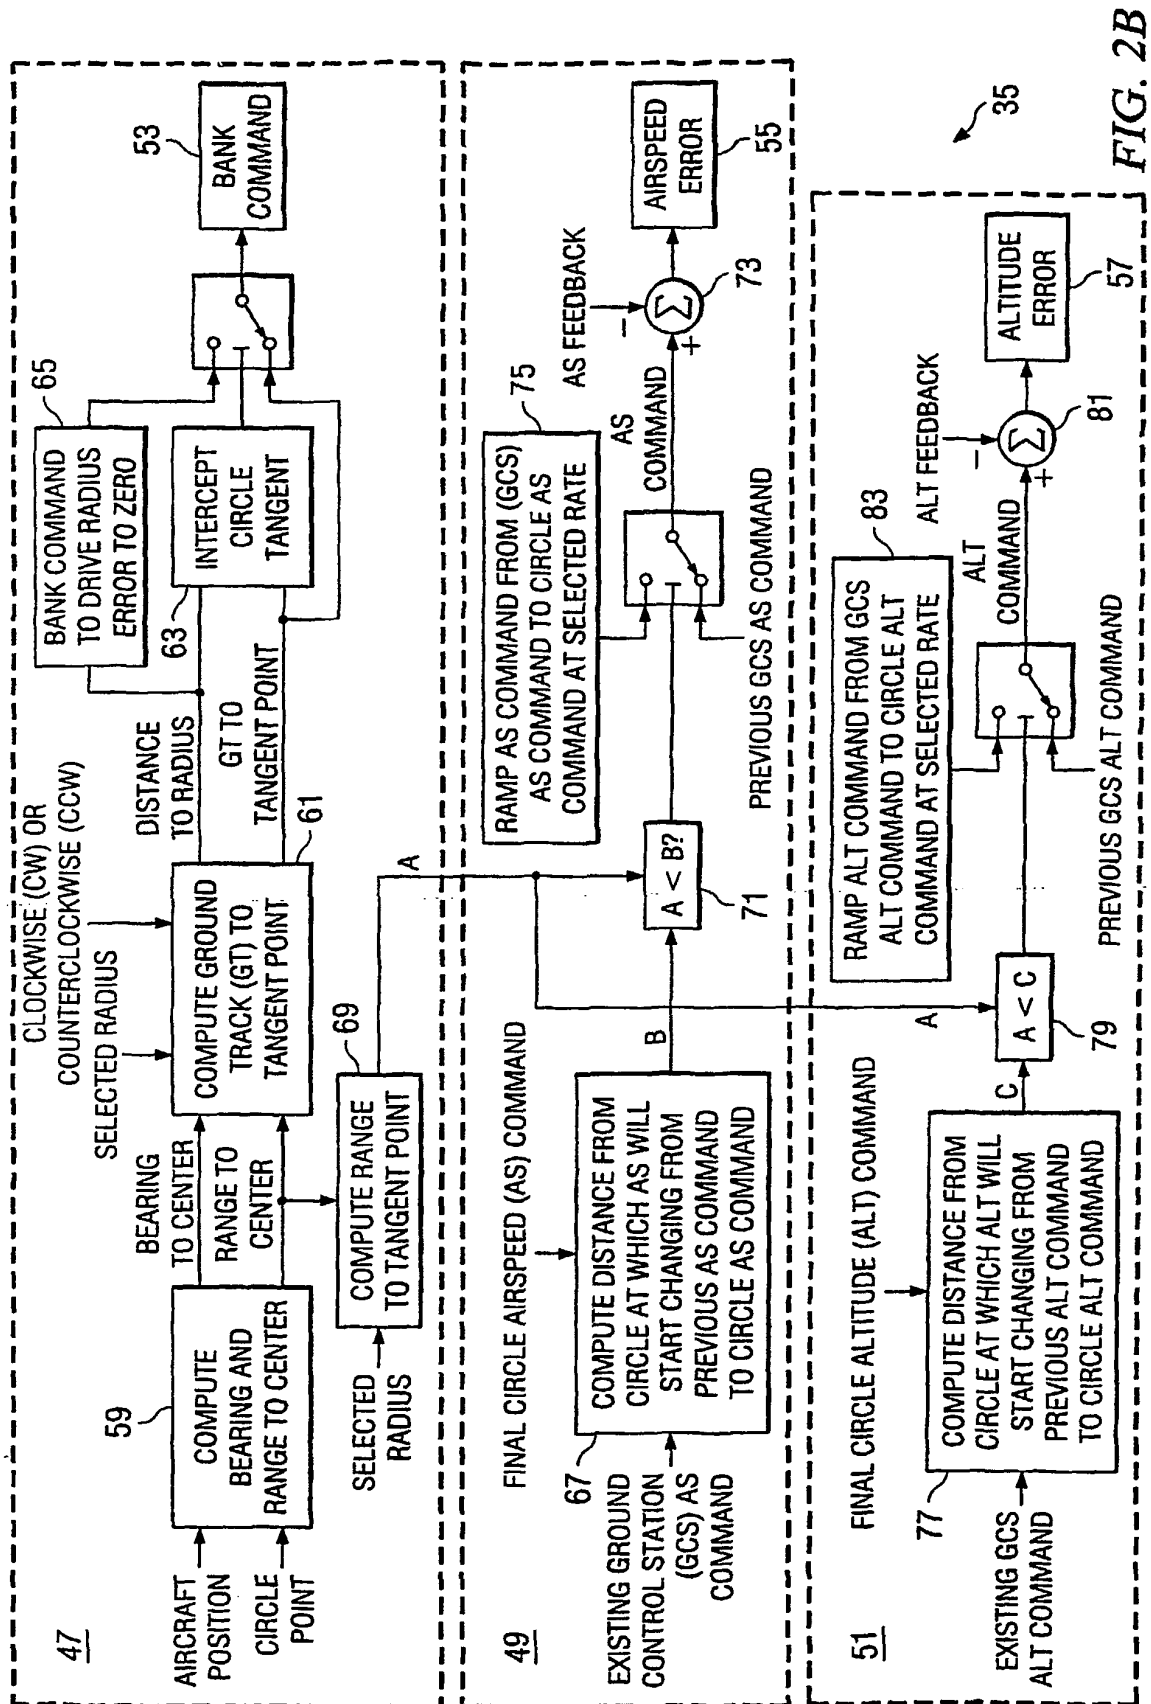 47
AIRCRAFT
POSITION
CIRCLE
POINT
59
COMPUTE
BEARING AND
RANGE TO CENTER
BEARING
TO CENTER
RANGE TO
CENTER
CLOCKWISE (CW) OR
COUNTERCLOCKWISE (CCW)
SELECTED RADIUS
COMPUTE GROUND
TRACK (GT) TO
TANGENT POINT
61
DISTANCE
TO RADIUS
GT TO
TANGENT POINT
65
BANK COMMAND
TO DRIVE RADIUS
ERROR TO ZERO
63
INTERCEPT
CIRCLE
TANGENT
53
BANK
COMMAND
SELECTED
RADIUS
69
COMPUTE RANGE
TO TANGENT POINT
A
49
FINAL CIRCLE AIRSPEED (AS) COMMAND
EXISTING GROUND
CONTROL STATION
(GCS) AS
COMMAND
67
COMPUTE DISTANCE FROM
CIRCLE AT WHICH AS WILL
START CHANGING FROM
PREVIOUS AS COMMAND
TO CIRCLE AS COMMAND
B
A < B?
71
75
RAMP AS COMMAND FROM (GCS)
AS COMMAND TO CIRCLE AS
COMMAND AT SELECTED RATE
PREVIOUS GCS AS COMMAND
AS
COMMAND
AS FEEDBACK
−
+
Σ
73
AIRSPEED
ERROR
55
51
FINAL CIRCLE ALTITUDE (ALT) COMMAND
EXISTING GCS
ALT COMMAND
77
COMPUTE DISTANCE FROM
CIRCLE AT WHICH ALT WILL
START CHANGING FROM
PREVIOUS ALT COMMAND
TO CIRCLE ALT COMMAND
C
A
A < C
79
83
RAMP ALT COMMAND FROM GCS
ALT COMMAND TO CIRCLE ALT
COMMAND AT SELECTED RATE
PREVIOUS GCS ALT COMMAND
ALT
COMMAND
ALT FEEDBACK
−
+
Σ
81
ALTITUDE
ERROR
57
35
FIG. 2B